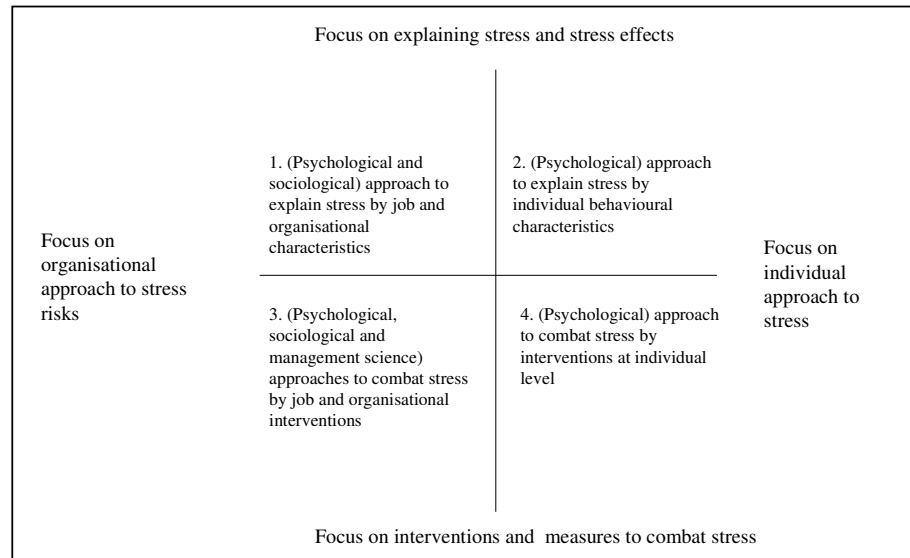 Focus on explaining stress and stress effects
1. (Psychological and
sociological) approach to
explain stress by job and
organisational
characteristics
2. (Psychological) approach
to explain stress by
individual behavioural
characteristics
Focus on
organisational
approach to stress
risks
Focus on
individual
approach to
stress
3. (Psychological,
sociological and
management science)
approaches to combat stress
by job and organisational
interventions
4. (Psychological) approach
to combat stress by
interventions at individual
level
Focus on interventions and  measures to combat stress